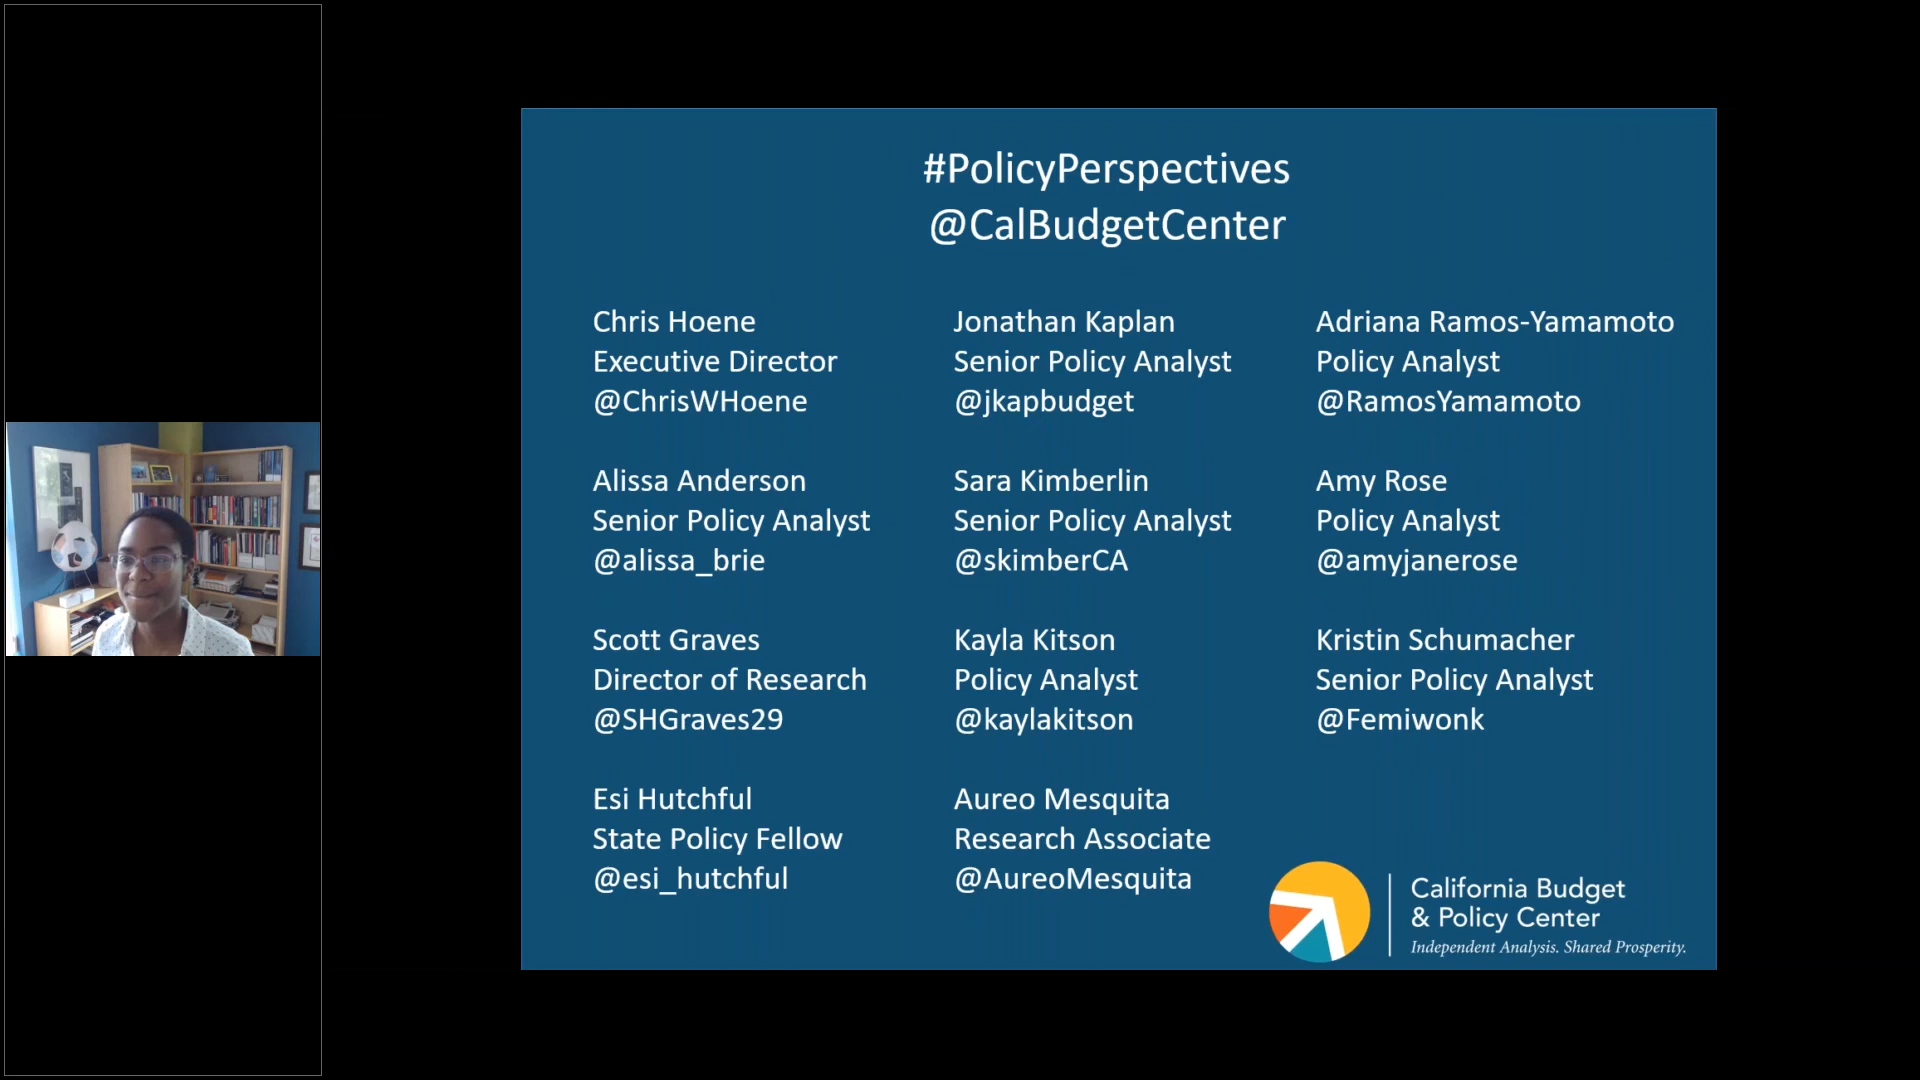 #PolicyPerspectives
@CalBudgetCenter
Chris Hoene
Executive Director
@ChrisWHoene
Alissa Anderson
Senior Policy Analyst
@alissa_brie
Scott Graves
Director of Research
@SHGraves29
Esi Hutchful
State Policy Fellow
@esi_hutchful
Jonathan Kaplan
Senior Policy Analyst
@jkapbudget
Sara Kimberlin
Senior Policy Analyst
@skimberCA
Kayla Kitson
Policy Analyst
@kaylakitson
Aureo Mesquita
Research Associate
@AureoMesquita
Adriana Ramos-Yamamoto
Policy Analyst
@RamosYamamoto
Amy Rose
Policy Analyst
@amyjanerose
Kristin Schumacher
Senior Policy Analyst
@Femiwonk
California Budget
& Policy Center
Independent Analysis. Shared Prosperity.